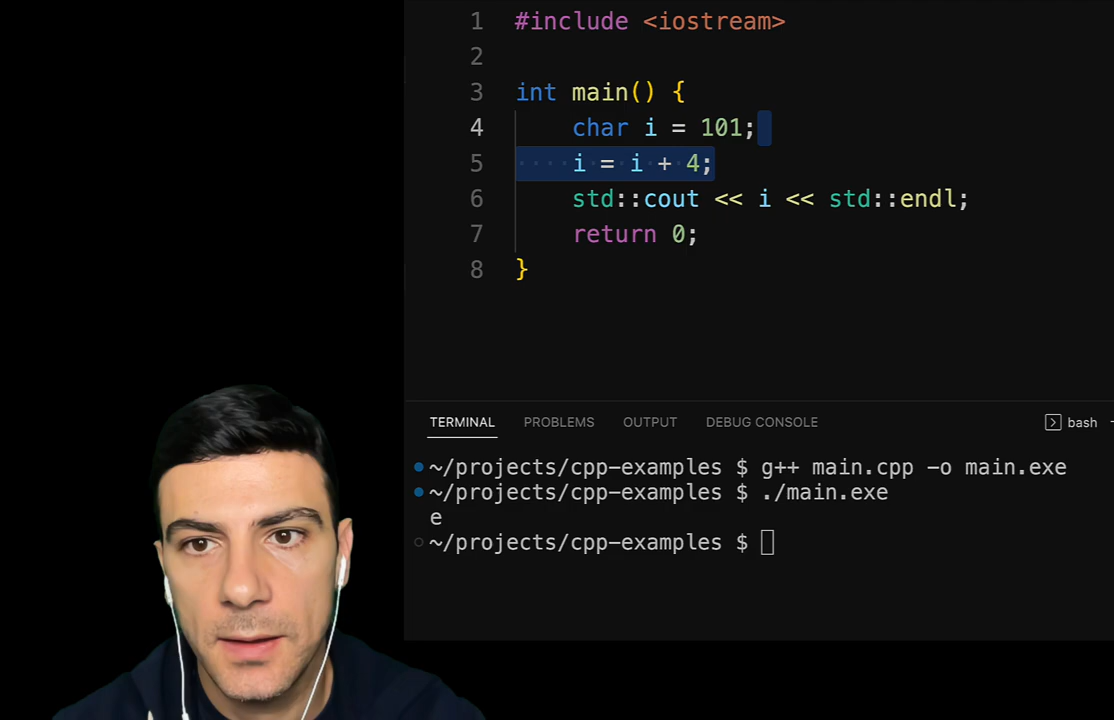 1 #include <iostream>
2
3 int main() {
4     char i = 101;
5     i = i + 4;
6     std::cout << i << std::endl;
7     return 0;
8 }
TERMINAL PROBLEMS OUTPUT DEBUG CONSOLE bash
~/projects/cpp-examples $ g++ main.cpp -o main.exe
~/projects/cpp-examples $ ./main.exe
e
~/projects/cpp-examples $